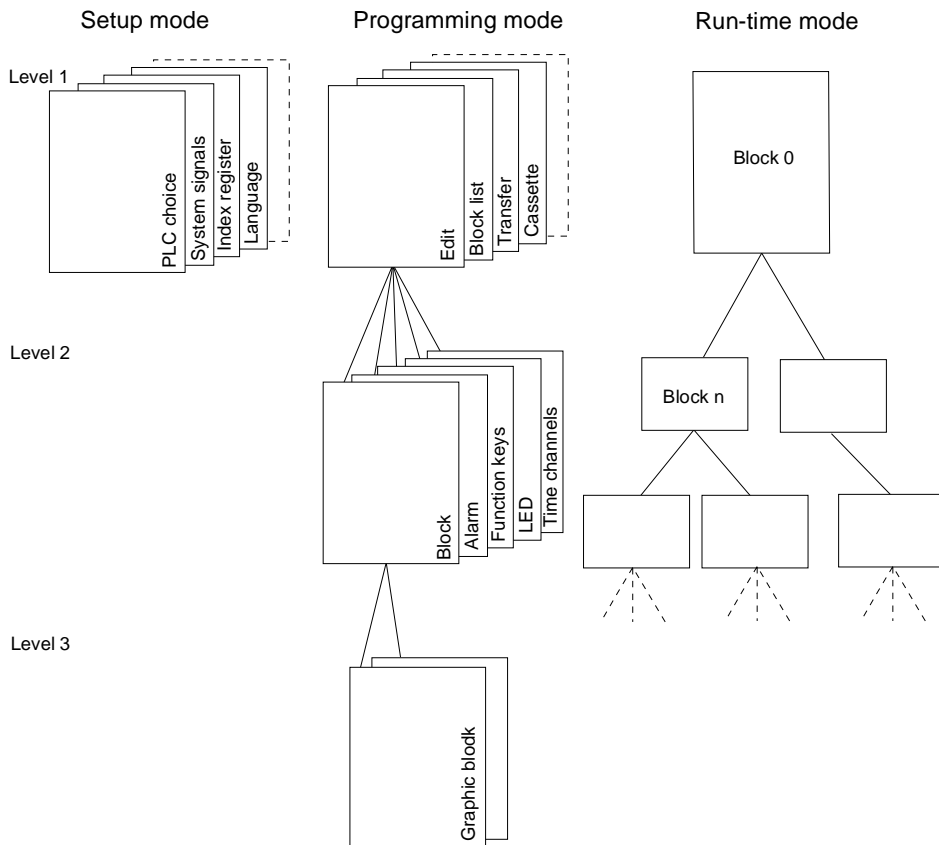 Setup mode
Programming mode
Run-time mode
Level 1
PLC choice
System signals
Index register
Language
Edit
Block list
Transfer
Cassette
Block 0
Level 2
Block
Alarm
Function keys
LED
Time channels
Block n
Level 3
Graphic blodk